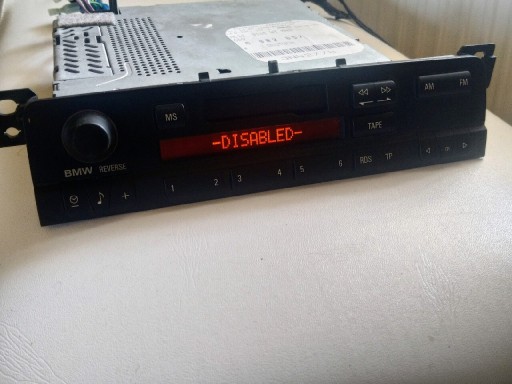 MS
AM FM
-DISABLED-
TAPE
BMW REVERSE
1 2 3 4 5 6 RDS TP
+